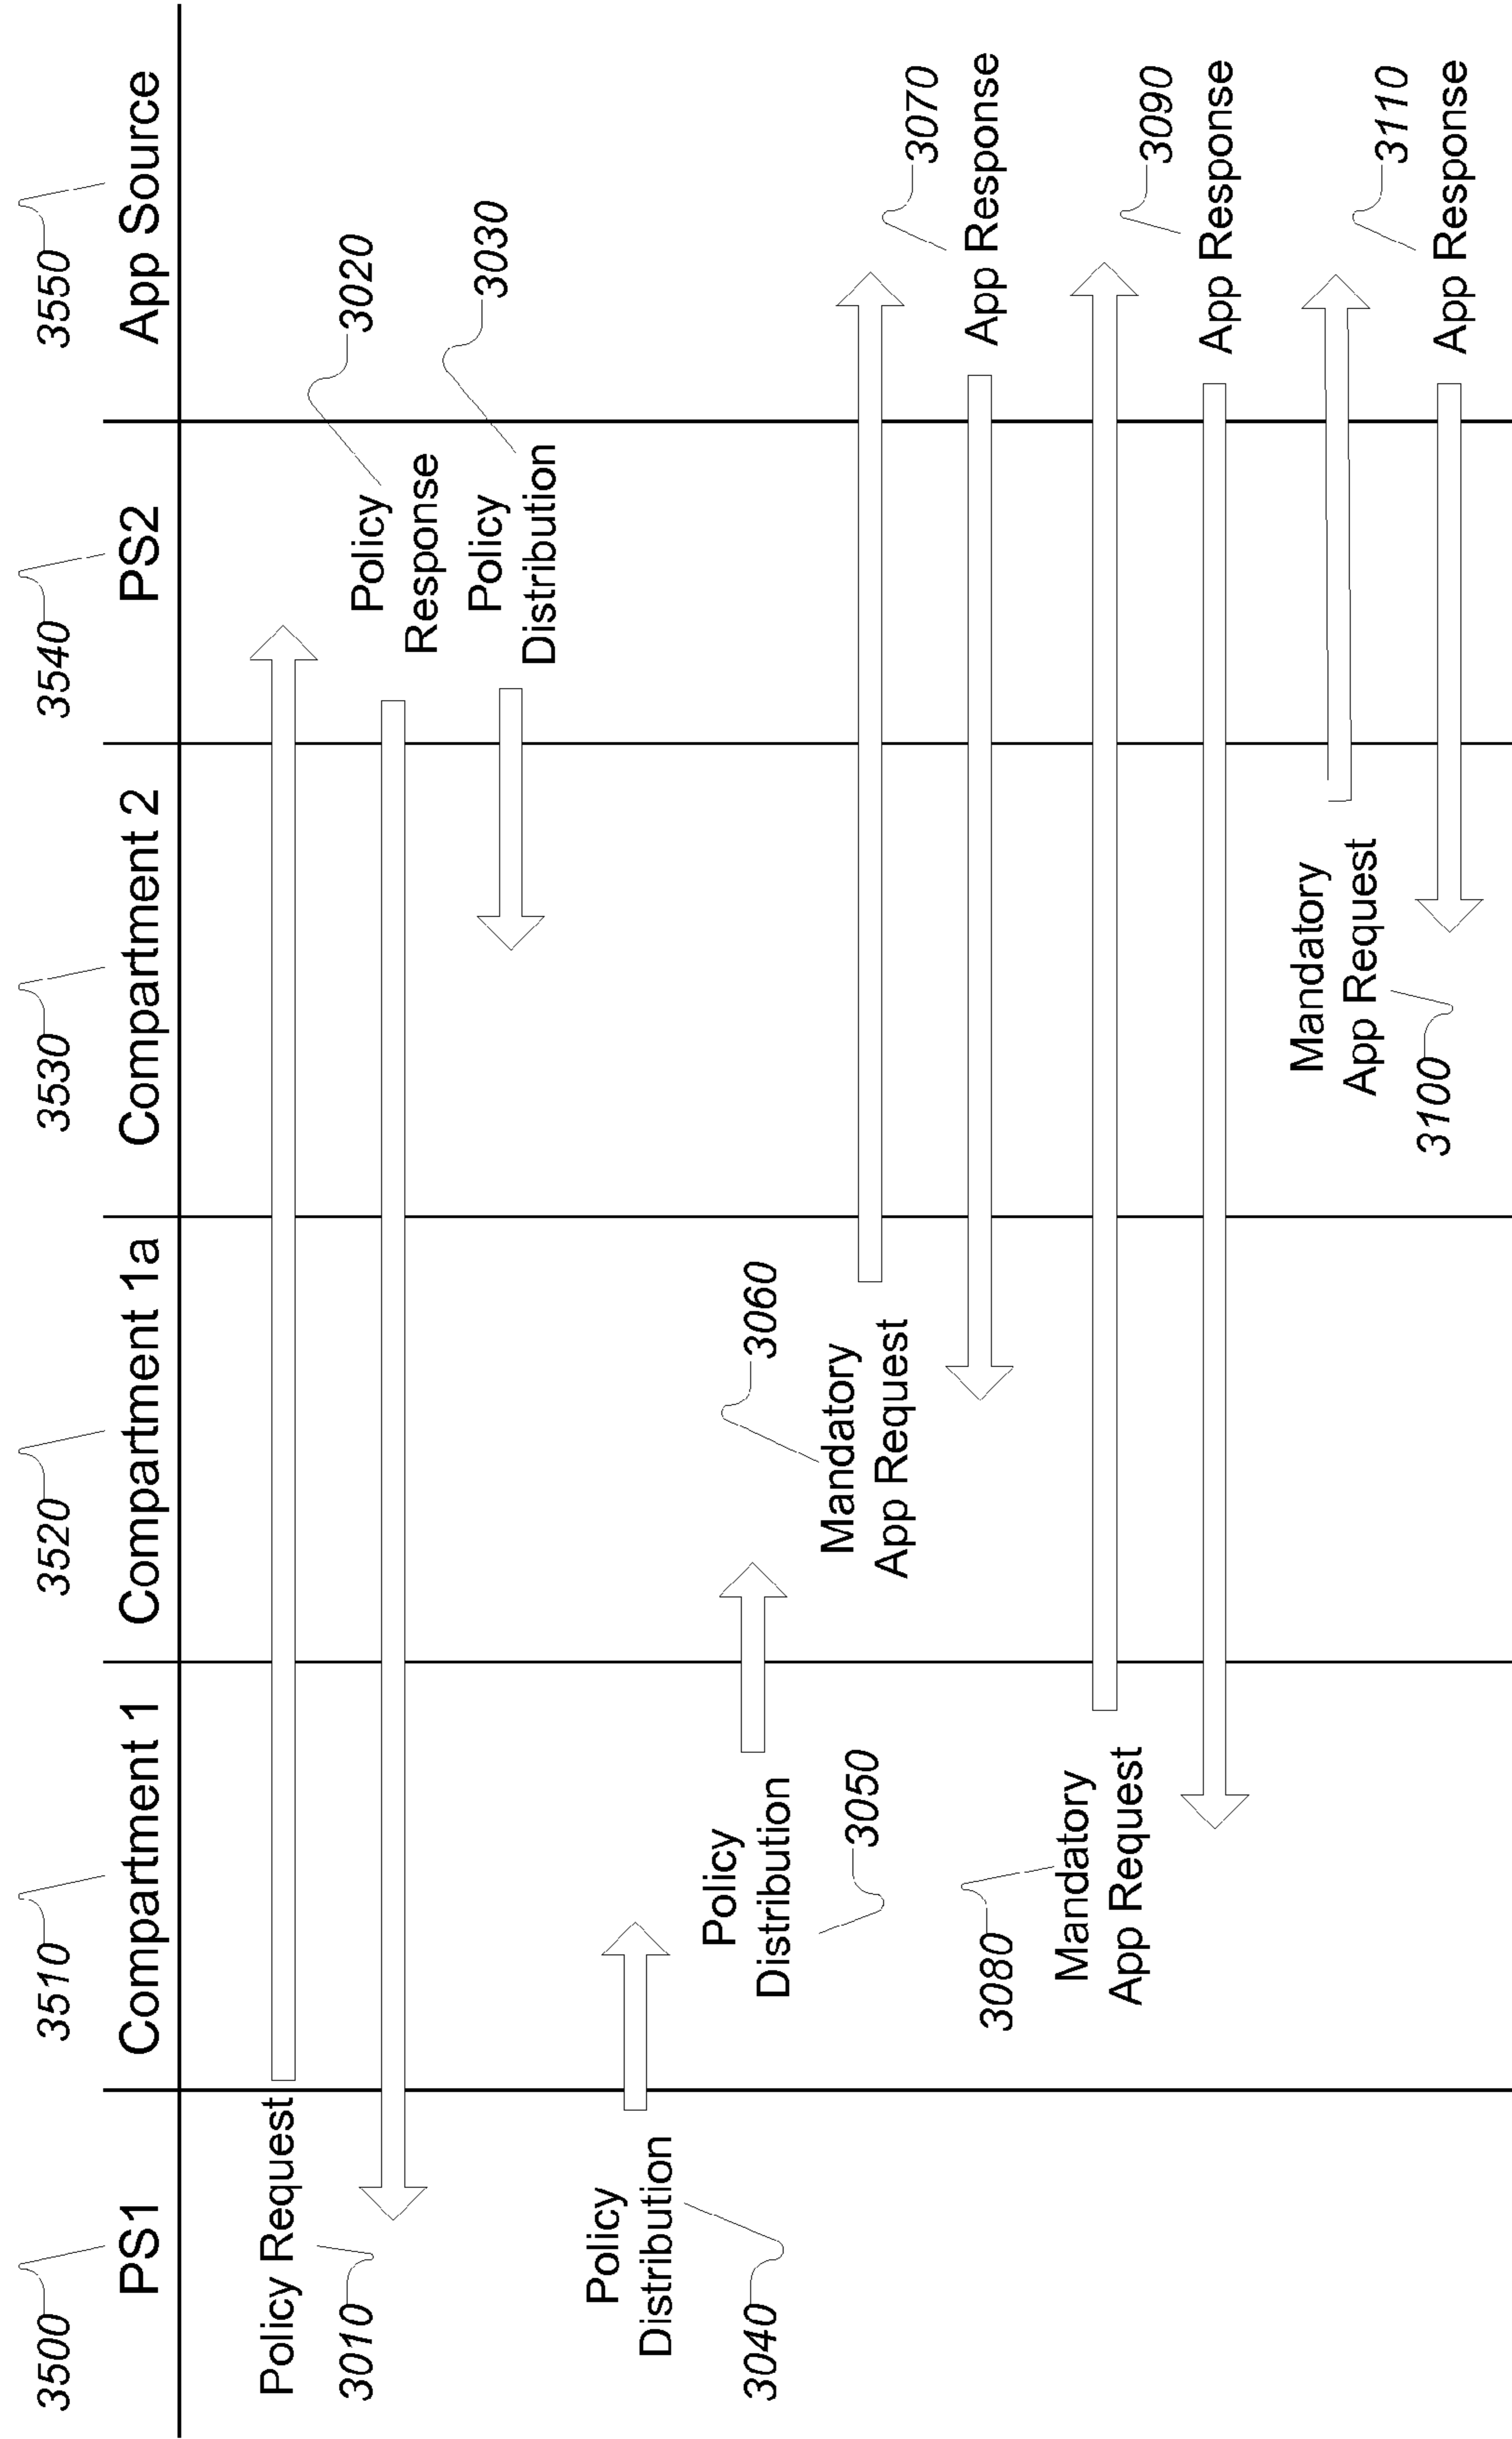 3500
3510
3520
3530
3540
3550
PS1
Compartment 1
Compartment 1a
Compartment 2
PS2
App Source
Policy Request
3010
3020
Policy
Response
3030
Policy
Distribution
Policy
Distribution
3040
Policy
Distribution
3050
3060
Mandatory
App Request
3070
App Response
3080
Mandatory
App Request
3090
App Response
Mandatory
App Request
3100
3110
App Response